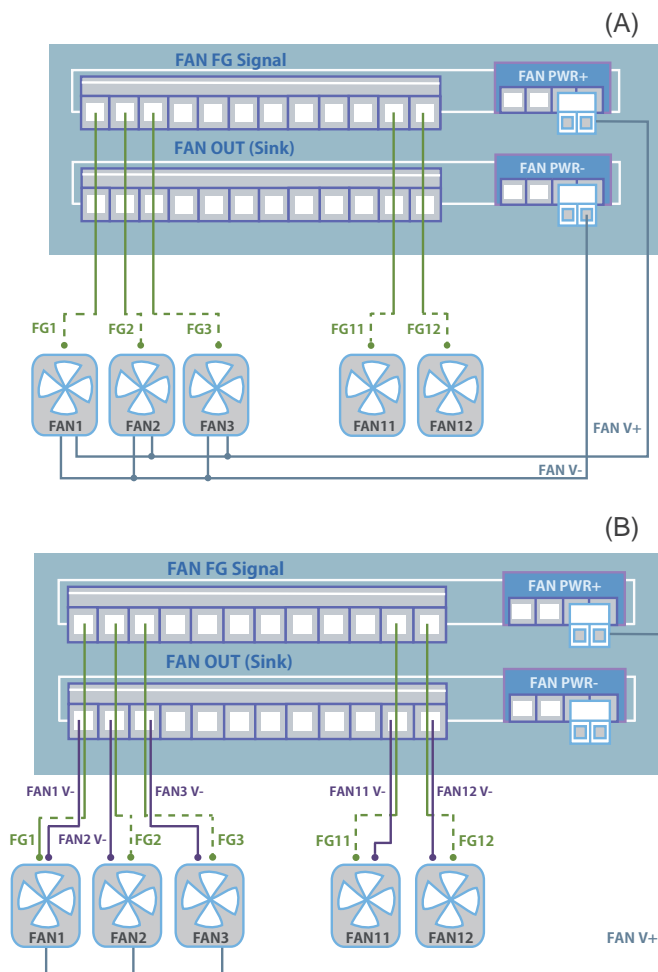 (A)
FAN FG Signal
FAN PWR+
FAN OUT (Sink)
FAN PWR-
FG1
FG2
FG3
FG11
FG12
FAN1
FAN2
FAN3
FAN11
FAN12
FAN V+
FAN V-
(B)
FAN FG Signal
FAN PWR+
FAN OUT (Sink)
FAN PWR-
FAN1 V-
FAN3 V-
FAN11 V-
FAN12 V-
FG1
FAN2 V-
FG2
FG3
FG11
FG12
FAN1
FAN2
FAN3
FAN11
FAN12
FAN V+